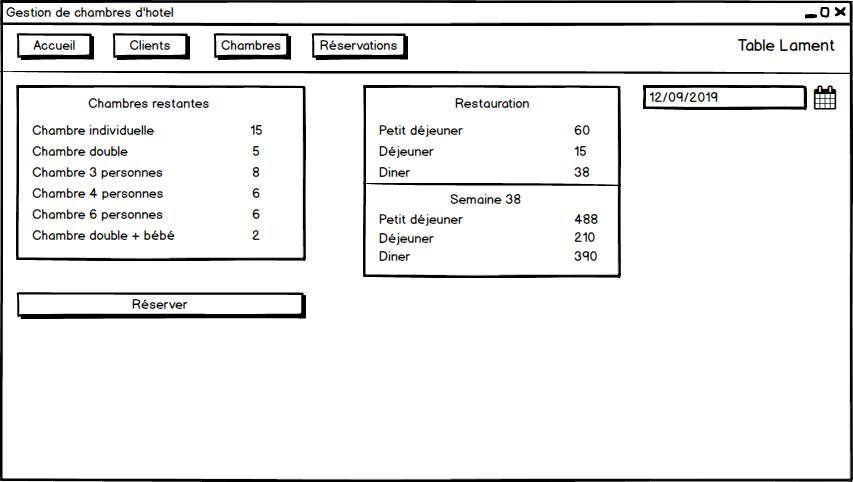 Gestion de chambres d'hotel
Accueil Clients Chambres Réservations Table Lament
Chambres restantes
Chambre individuelle 15
Chambre double 5
Chambre 3 personnes 8
Chambre 4 personnes 6
Chambre 6 personnes 6
Chambre double + bébé 2
Réserver
Restauration
Petit déjeuner 60
Déjeuner 15
Diner 38
Semaine 38
Petit déjeuner 488
Déjeuner 210
Diner 390
12/09/2019